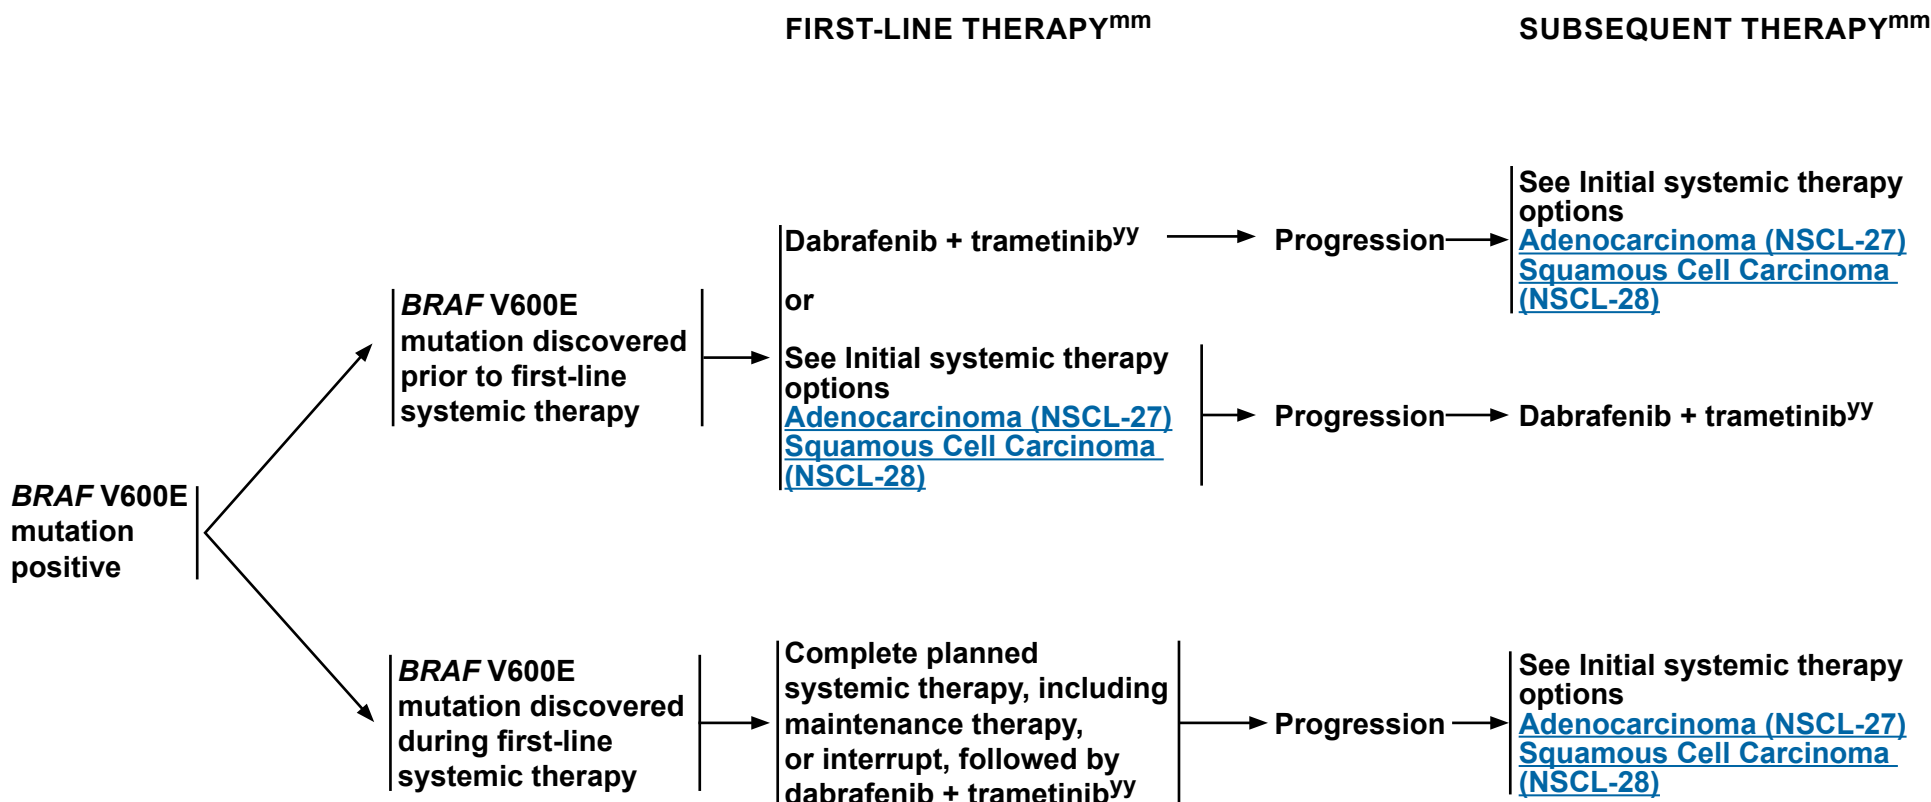 FIRST-LINE THERAPYmm
SUBSEQUENT THERAPYmm
BRAF V600E
mutation
positive
BRAF V600E
mutation discovered
prior to first-line
systemic therapy
Dabrafenib + trametinibyy
or
See Initial systemic therapy
options
Adenocarcinoma (NSCL-27)
Squamous Cell Carcinoma
(NSCL-28)
Progression
See Initial systemic therapy
options
Adenocarcinoma (NSCL-27)
Squamous Cell Carcinoma
(NSCL-28)
Progression
Dabrafenib + trametinibyy
BRAF V600E
mutation discovered
during first-line
systemic therapy
Complete planned
systemic therapy, including
maintenance therapy,
or interrupt, followed by
dabrafenib + trametinibyy
Progression
See Initial systemic therapy
options
Adenocarcinoma (NSCL-27)
Squamous Cell Carcinoma
(NSCL-28)